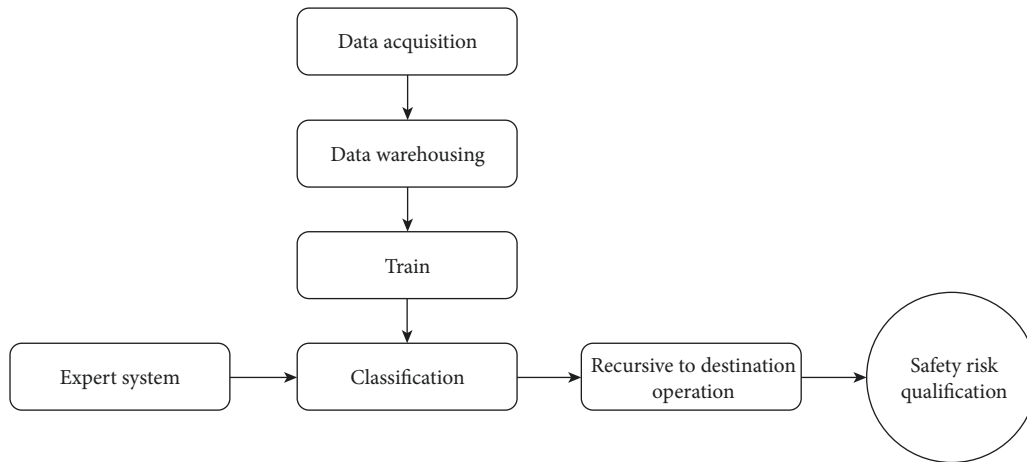 Data acquisition
Data warehousing
Train
Expert system
Classification
Recursive to destination
operation
Safety risk
qualification